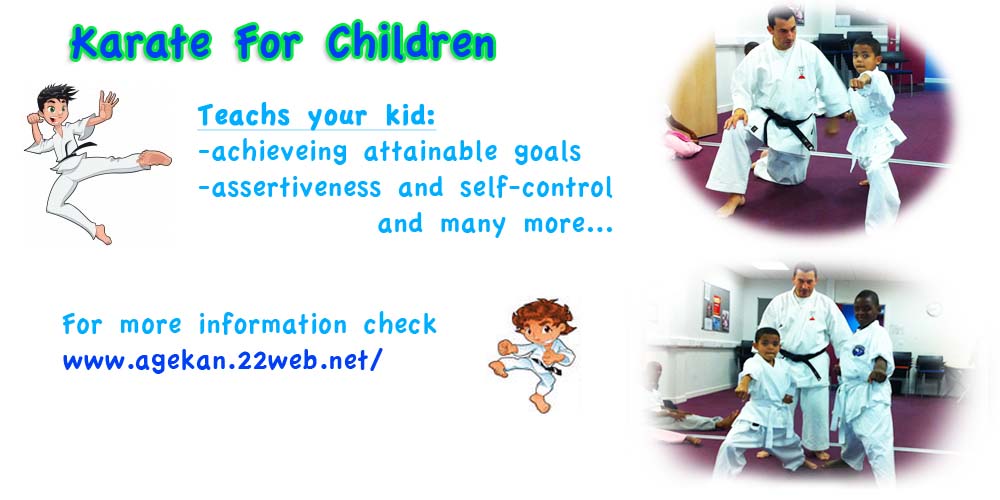 Karate For Children
Teachs your kid:
-achieveing attainable goals
-assertiveness and self-control
and many more...
For more information check
www.agekan.22web.net/